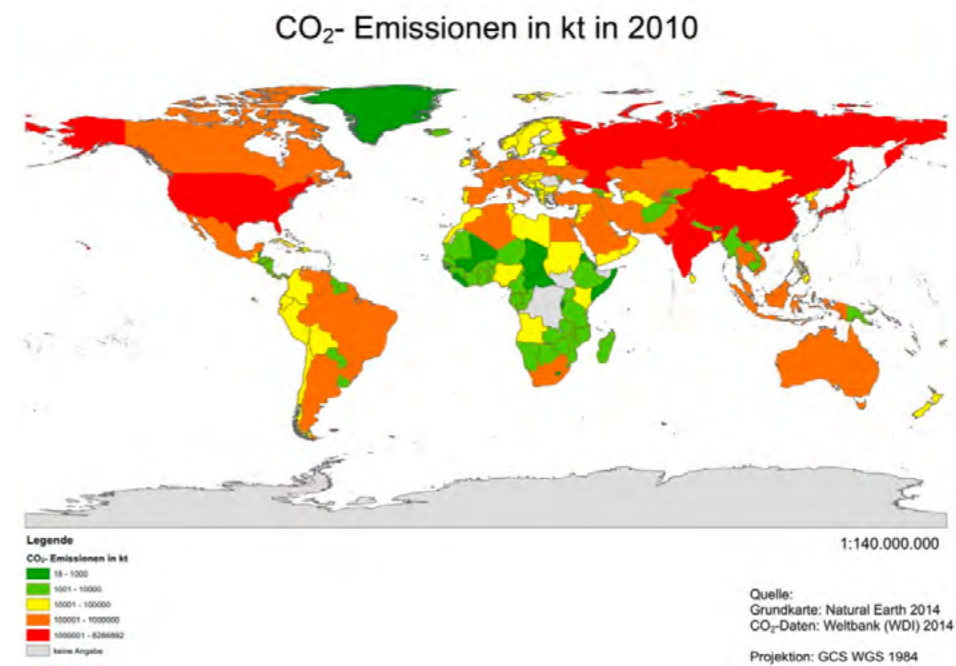 CO₂- Emissionen in kt in 2010
Legende
CO₂- Emissionen in kt
18 - 1000
1001 - 10000
10001 - 100000
100001 - 1000000
1000001 - 8286892
keine Angabe
1:140.000.000
Quelle:
Grundkarte: Natural Earth 2014
CO₂-Daten: Weltbank (WDI) 2014
Projektion: GCS WGS 1984